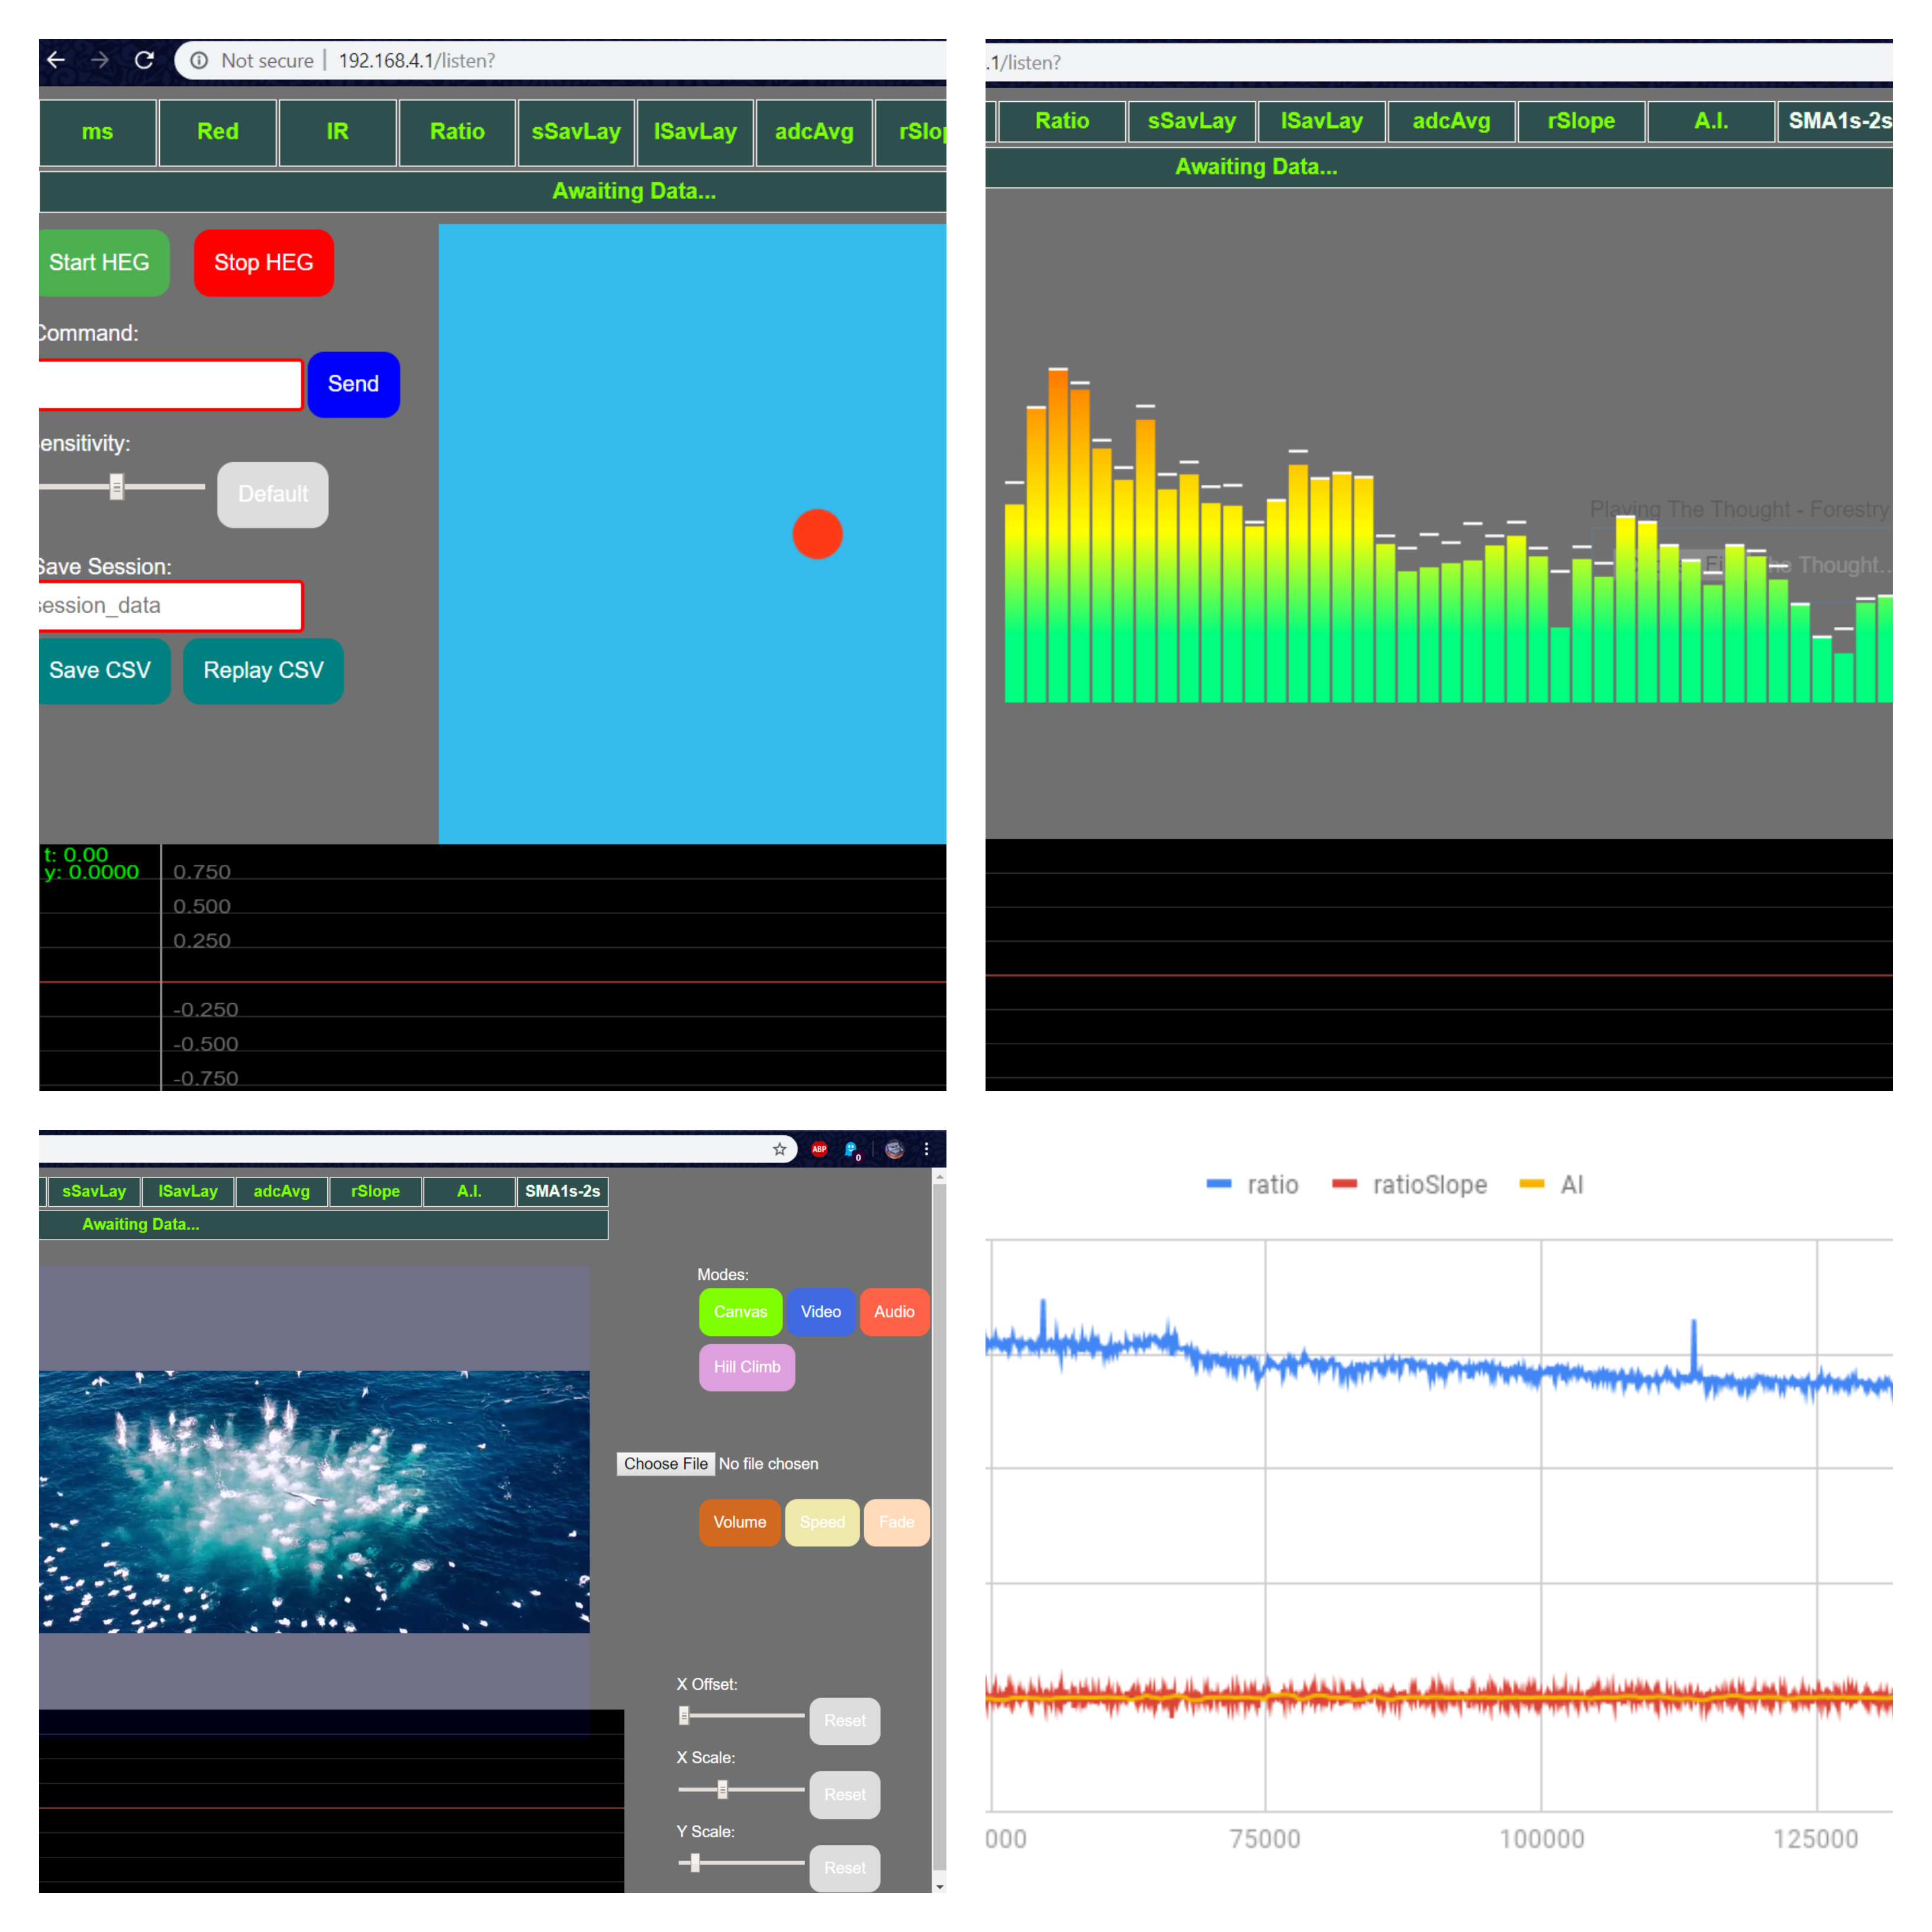 Not secure | 192.168.4.1/listen?
ms Red IR Ratio sSavLay lSavLay adcAvg rSlop
Awaiting Data...
Start HEG Stop HEG
Command:
Send
ensitivity:
Default
Save Session:
session_data
Save CSV Replay CSV
t: 0.00
y: 0.0000
0.750
0.500
0.250
-0.250
-0.500
-0.750
.1/listen?
Ratio sSavLay lSavLay adcAvg rSlope A.I. SMA1s-2s
Awaiting Data...
Playing The Thought - Forestry
The Thought...
ABP 0
sSavLay lSavLay adcAvg rSlope A.I. SMA1s-2s
Awaiting Data...
Modes:
Canvas Video Audio
Hill Climb
Choose File No file chosen
Volume Speed Fade
X Offset:
Reset
X Scale:
Reset
Y Scale:
Reset
ratio ratioSlope AI
000 75000 100000 125000